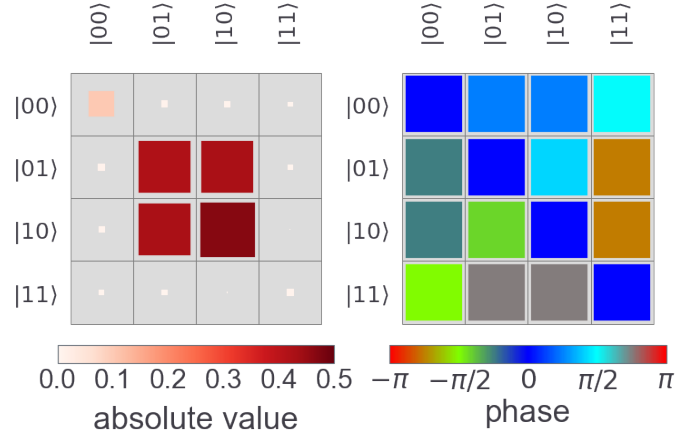 |00⟩ |01⟩ |10⟩ |11⟩ |00⟩ |01⟩ |10⟩ |11⟩
|00⟩ |00⟩
|01⟩ |01⟩
|10⟩ |10⟩
|11⟩ |11⟩
0.0 0.1 0.2 0.3 0.4 0.5 −π −π/2 0 π/2 π
absolute value phase